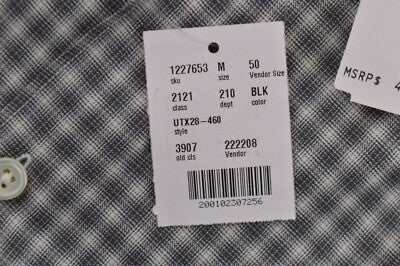 1227653 M 50
sku size Vendor Size
2121 210 BLK
class dept color
UTX28-460
style
3907 222208
old cls Vendor
200102307256
MSRP$ 4